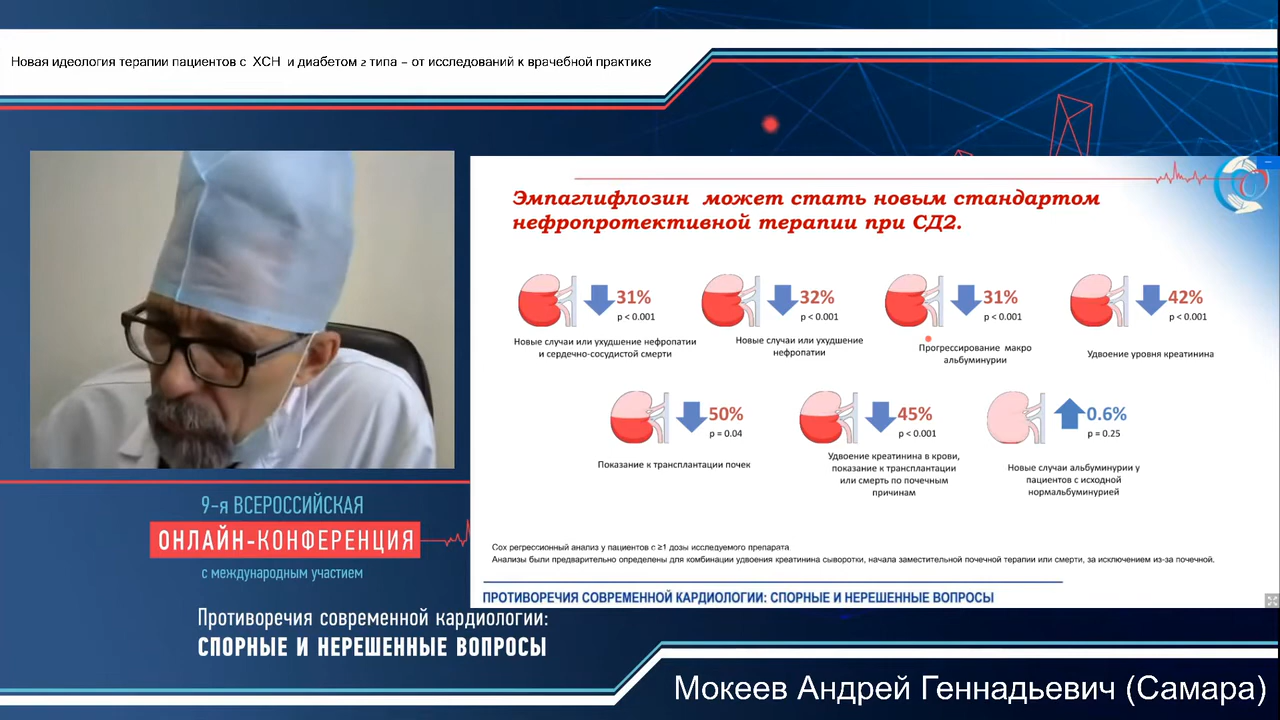 Новая идеология терапии пациентов с ХСН и диабетом 2 типа – от исследований к врачебной практике
Эмпаглифлозин может стать новым стандартом
нефропротективной терапии при СД2.
31%
p < 0.001
Новые случаи или ухудшение нефропатии
и сердечно-сосудистой смерти
32%
p < 0.001
Новые случаи или ухудшение
нефропатии
31%
p < 0.001
Прогрессирование макро
альбуминурии
42%
p < 0.001
Удвоение уровня креатинина
50%
p = 0.04
Показание к трансплантации почек
45%
p < 0.001
Удвоение креатинина в крови,
показание к трансплантации
или смерть по почечным
причинам
0.6%
p = 0.25
Новые случаи альбуминурии у
пациентов с исходной
нормальбуминурией
Cox регрессионный анализ у пациентов с ≥1 дозы исследуемого препарата
Анализы были предварительно определены для комбинации удвоения креатинина сыворотки, начала заместительной почечной терапии или смерти, за исключением из-за почечной.
ПРОТИВОРЕЧИЯ СОВРЕМЕННОЙ КАРДИОЛОГИИ: СПОРНЫЕ И НЕРЕШЕННЫЕ ВОПРОСЫ
9-я ВСЕРОССИЙСКАЯ
ОНЛАЙН-КОНФЕРЕНЦИЯ
с международным участием
Противоречия современной кардиологии:
СПОРНЫЕ И НЕРЕШЕННЫЕ ВОПРОСЫ
Мокеев Андрей Геннадьевич (Самара)